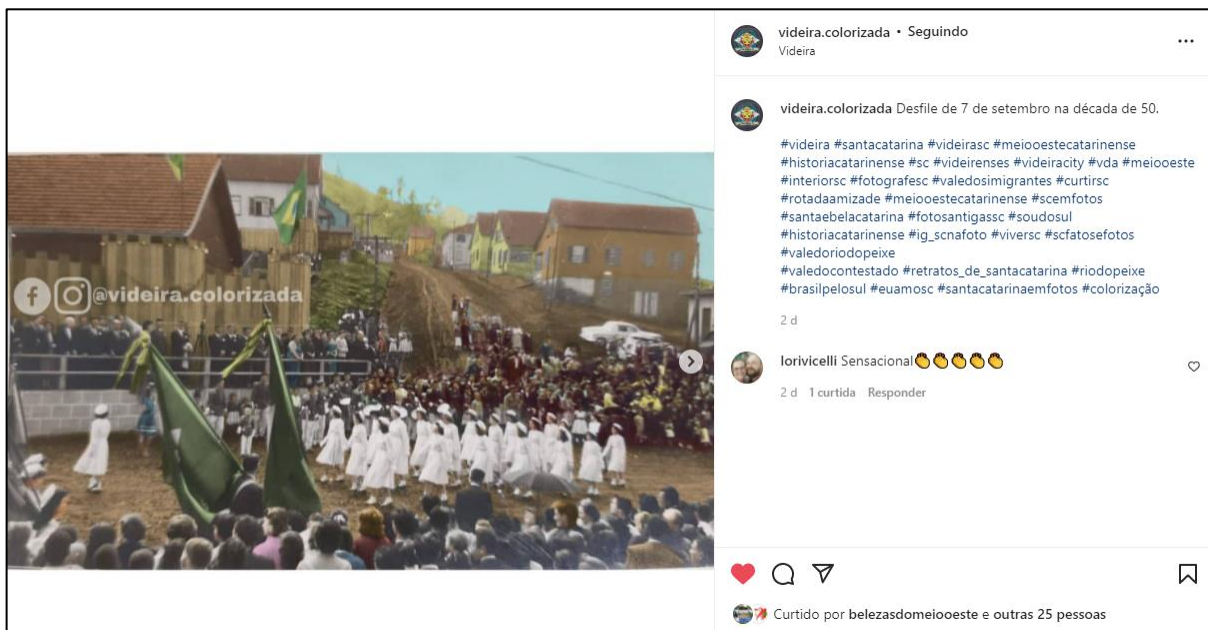 videira.colorizada • Seguindo
Videira
videira.colorizada Desfile de 7 de setembro na década de 50.
#videira #santacatarina #videirasc #meiooestecatarinense
#historiacatarinense #sc #videirenses #videiracity #vda #meiooeste
#interiorsc #fotografesc #valedosimigrantes #curtirsc
#rotadaamizade #meiooestecatarinense #scemfotos
#santaebelacatarina #fotosantigassc #soudosul
#historiacatarinense #ig_scnafoto #viversc #scfatosefotos
#valedoriodopeixe
#valedocontestado #retratos_de_santacatarina #riodopeixe
#brasilpelosul #euamosc #santacatarinaemfotos #colorização
2 d
lorivicelli Sensacional👏👏👏👏👏
2 d 1 curtida Responder
Curtido por belezasdomeiooeste e outras 25 pessoas
@videira.colorizada